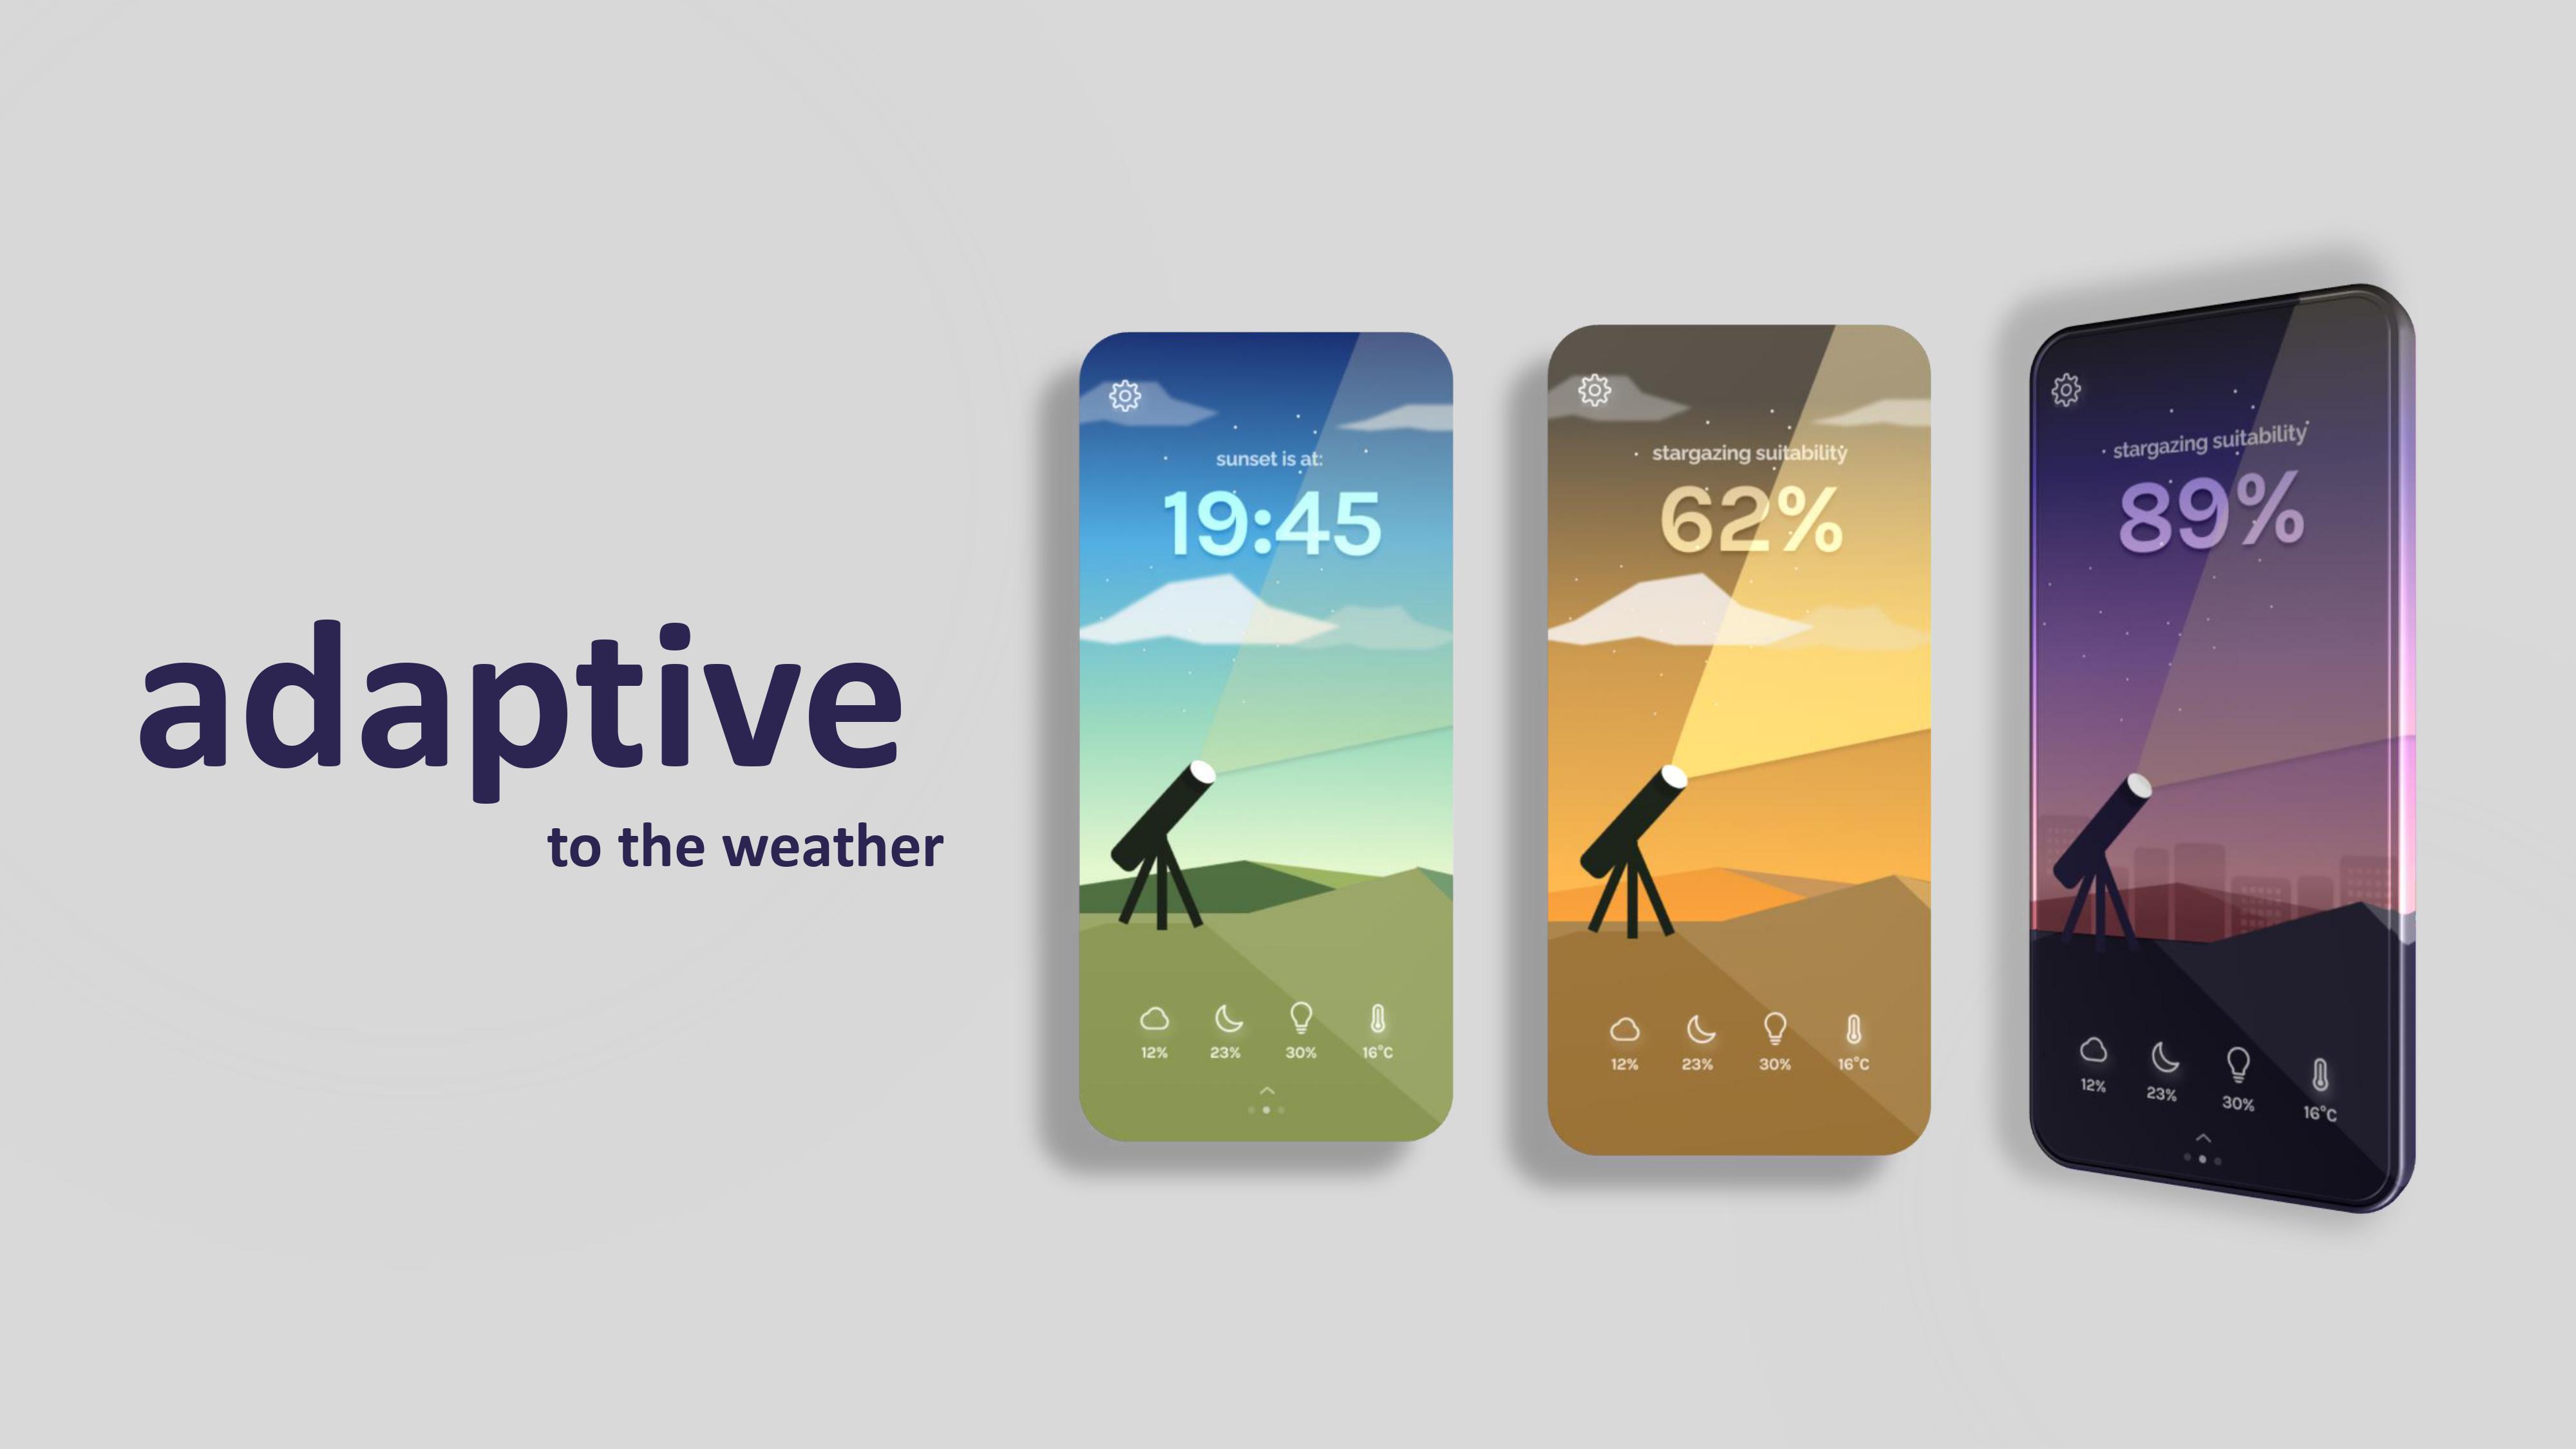 adaptive
to the weather
sunset is at:
19:45
12% 23% 30% 16°C
stargazing suitability
62%
12% 23% 30% 16°C
stargazing suitability
89%
12% 23% 30% 16°C